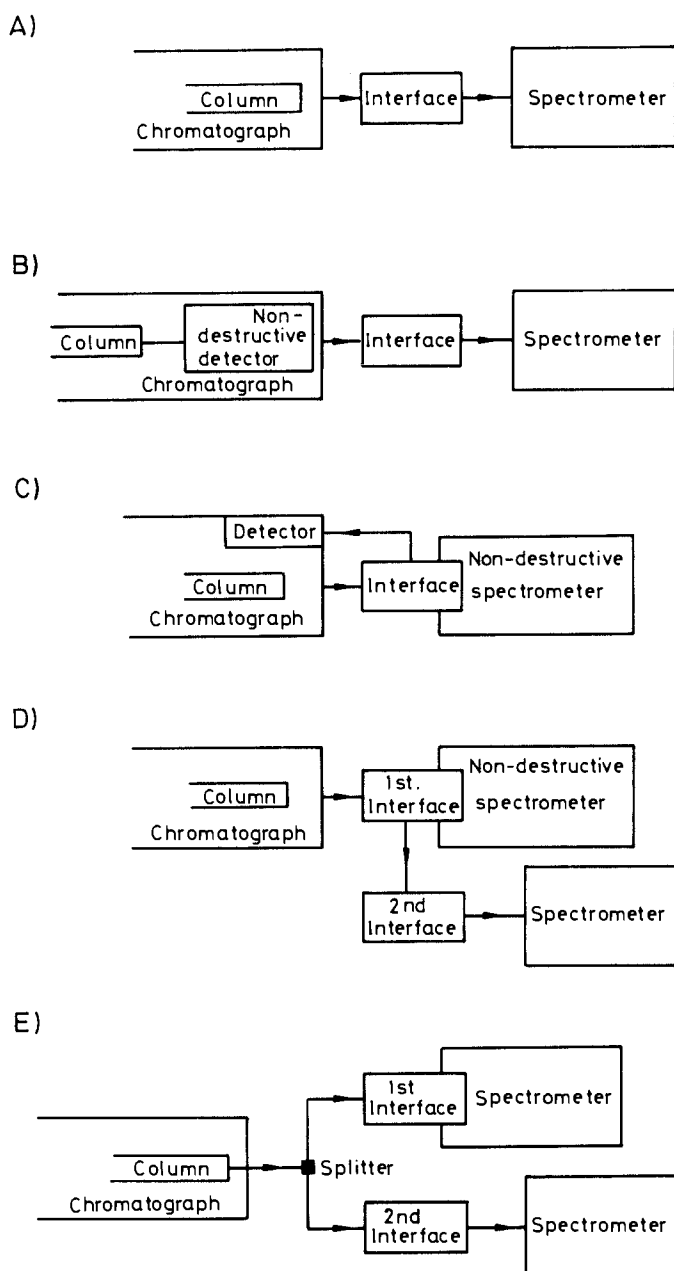 A)
Column
Chromatograph
Interface
Spectrometer
B)
Column
Non-
destructive
detector
Chromatograph
Interface
Spectrometer
C)
Detector
Column
Chromatograph
Interface
Non-destructive
spectrometer
D)
Column
Chromatograph
1st.
Interface
Non-destructive
spectrometer
2nd
Interface
Spectrometer
E)
Column
Chromatograph
Splitter
1st
Interface
Spectrometer
2nd
Interface
Spectrometer